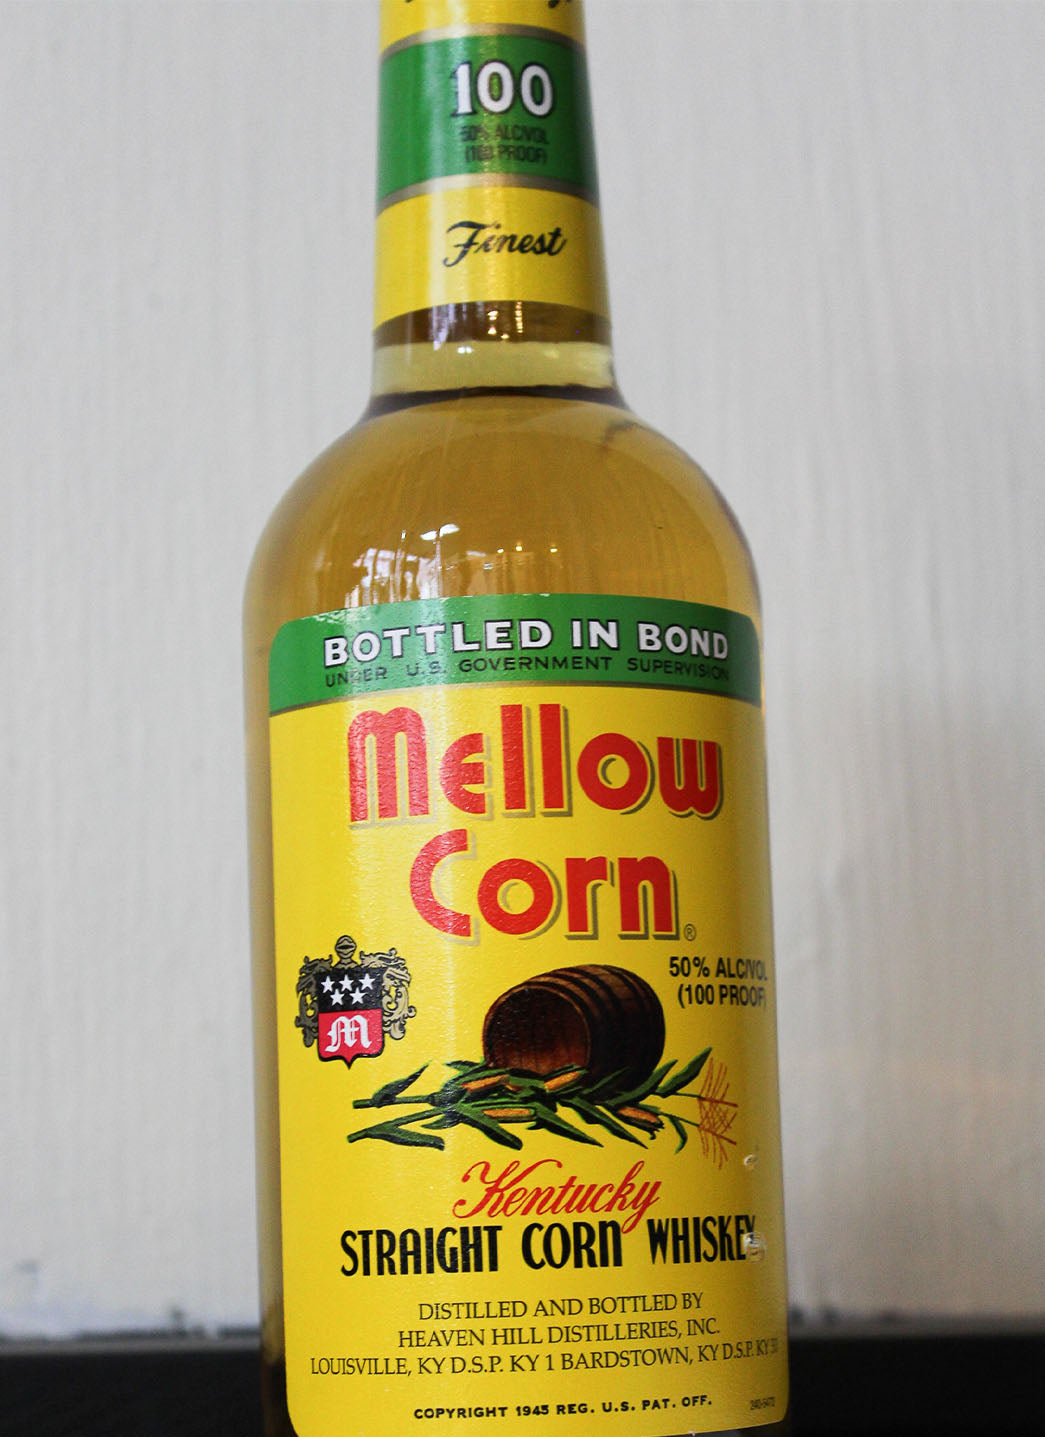 100
50% ALC/VOL
(100 PROOF)
Finest
BOTTLED IN BOND
UNDER U.S. GOVERNMENT SUPERVISION
Mellow
Corn®
50% ALC/VOL
(100 PROOF)
M
Kentucky
STRAIGHT CORN WHISKEY
DISTILLED AND BOTTLED BY
HEAVEN HILL DISTILLERIES, INC.
LOUISVILLE, KY D.S.P. KY 1 BARDSTOWN, KY D.S.P. KY 31
COPYRIGHT 1945 REG. U.S. PAT. OFF.